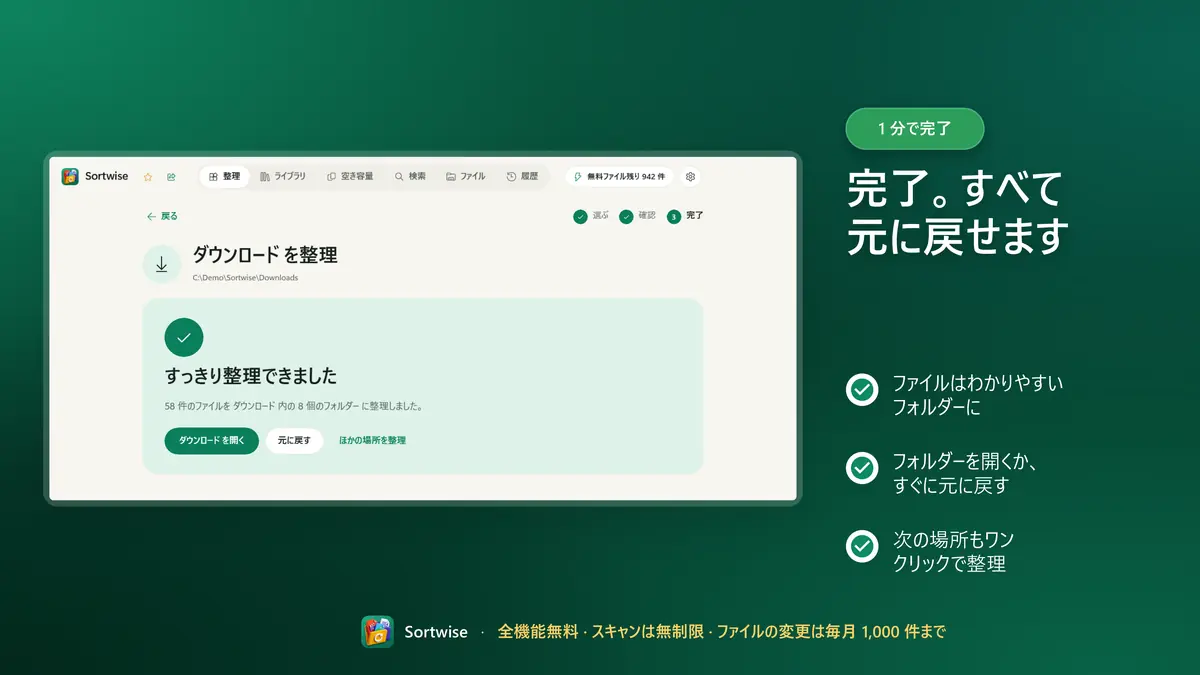 Sortwise
整理
ライブラリ
空き容量
検索
ファイル
履歴
無料ファイル残り 942 件
戻る
選ぶ
確認
3
完了
ダウンロード を整理
C:\Demo\Sortwise\Downloads
すっきり整理できました
58 件のファイルを ダウンロード 内の 8 個のフォルダー に整理しました。
ダウンロード を開く
元に戻す
ほかの場所を整理
1 分で完了
完了。すべて
元に戻せます
ファイルはわかりやすい
フォルダーに
フォルダーを開くか、
すぐに元に戻す
次の場所もワン
クリックで整理
Sortwise · 全機能無料 · スキャンは無制限 · ファイルの変更は毎月 1,000 件まで